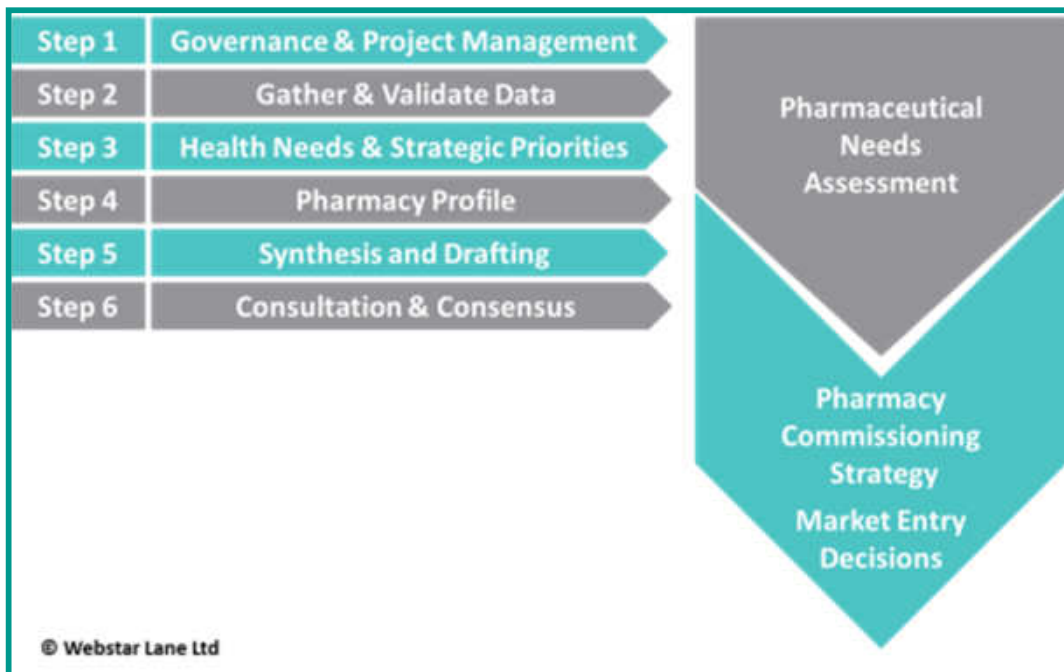 Step 1 Governance & Project Management
Step 2 Gather & Validate Data
Step 3 Health Needs & Strategic Priorities
Step 4 Pharmacy Profile
Step 5 Synthesis and Drafting
Step 6 Consultation & Consensus
Pharmaceutical
Needs
Assessment
Pharmacy
Commissioning
Strategy
Market Entry
Decisions
© Webstar Lane Ltd